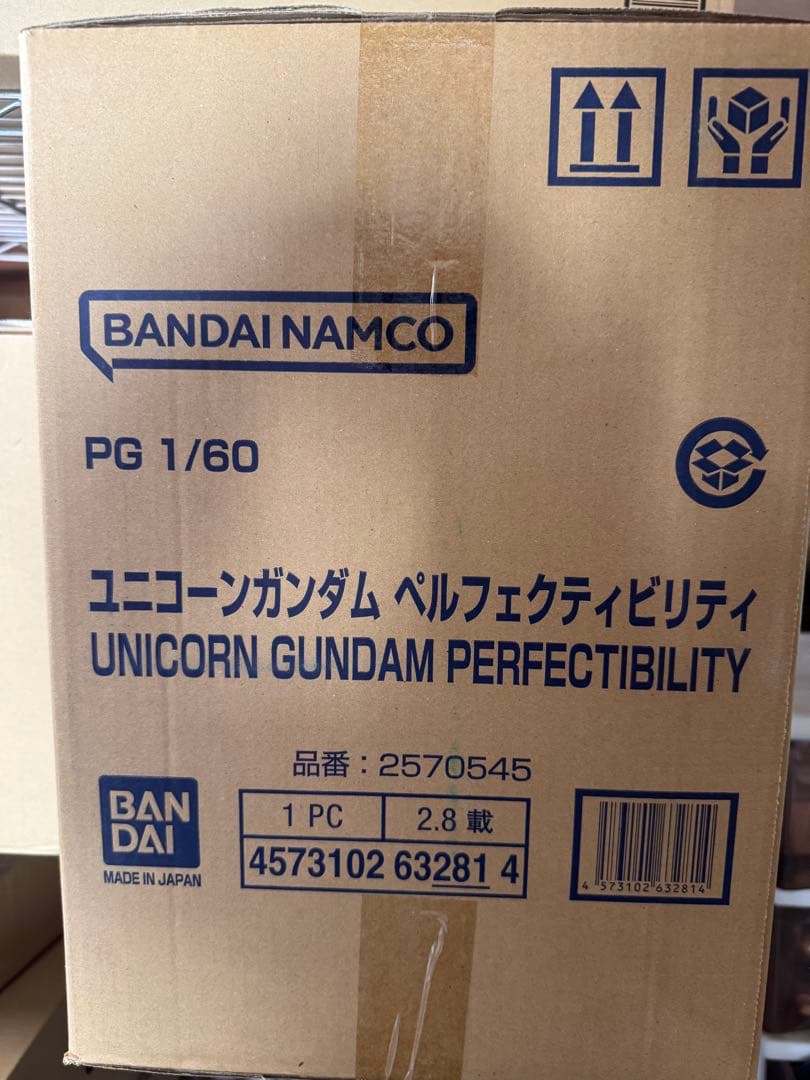 BANDAI NAMCO
PG 1/60
ユニコーンガンダム ペルフェクティビリティ
UNICORN GUNDAM PERFECTIBILITY
品番：2570545
BAN
DAI
MADE IN JAPAN
1 PC
2.8 載
4573102 63281 4
4 573102 632814